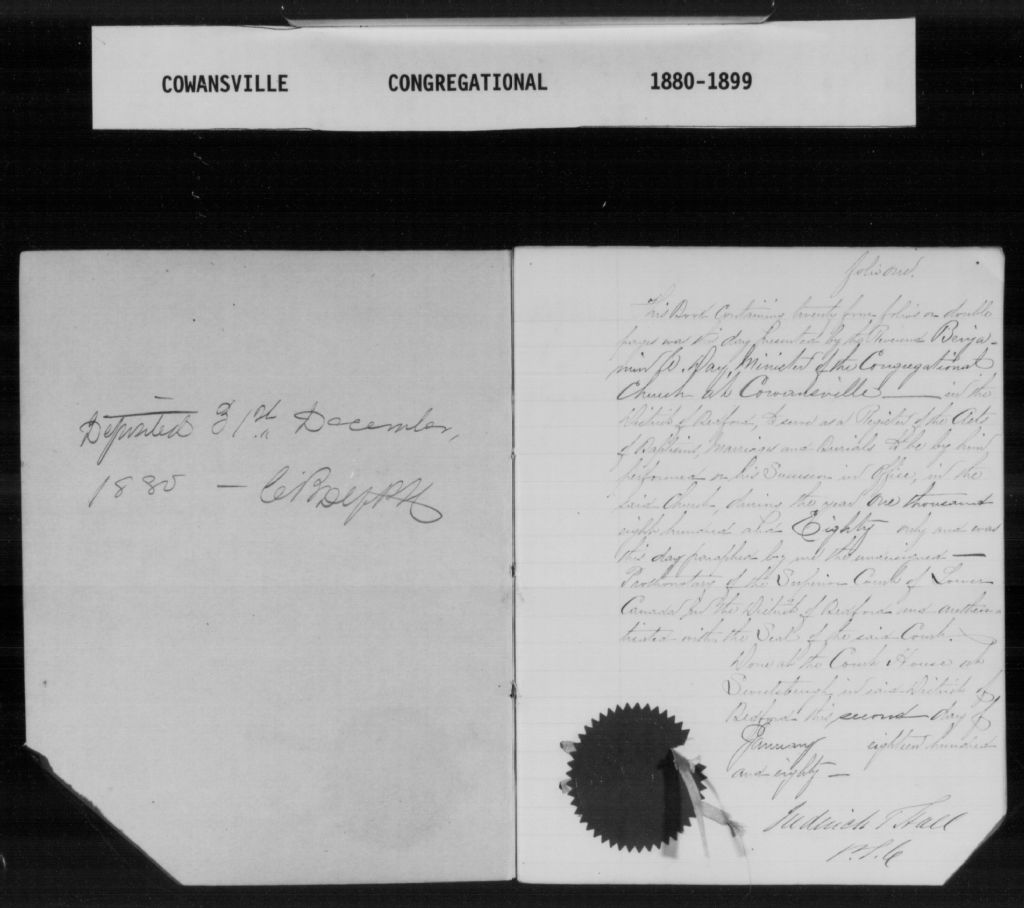 COWANSVILLE CONGREGATIONAL 1880-1899
Deposited 31st December,
1880 —
folio one.
This Book Containing twenty four folios or double
pages was this day presented by the Reverend Benja-
min W. Day, Minister of the Congregational
Church at Cowansville — in the
District of Bedford, to serve as a Register of the Acts
of Baptisms, Marriages and Burials to be by him
performed or his Successor in office, in the
said Church, during the year one thousand
eight hundred and Eighty only and was
this day paraphed by me the undersigned —
Prothonotary of the Superior Court of Lower
Canada in the District of Bedford and authen-
ticated with the Seal of the said Court.
Done at the Court House at
Sweetsburgh, in said District of
Bedford this second day of
January eighteen hundred
and eighty —
Frederick T Hall
P.S.C